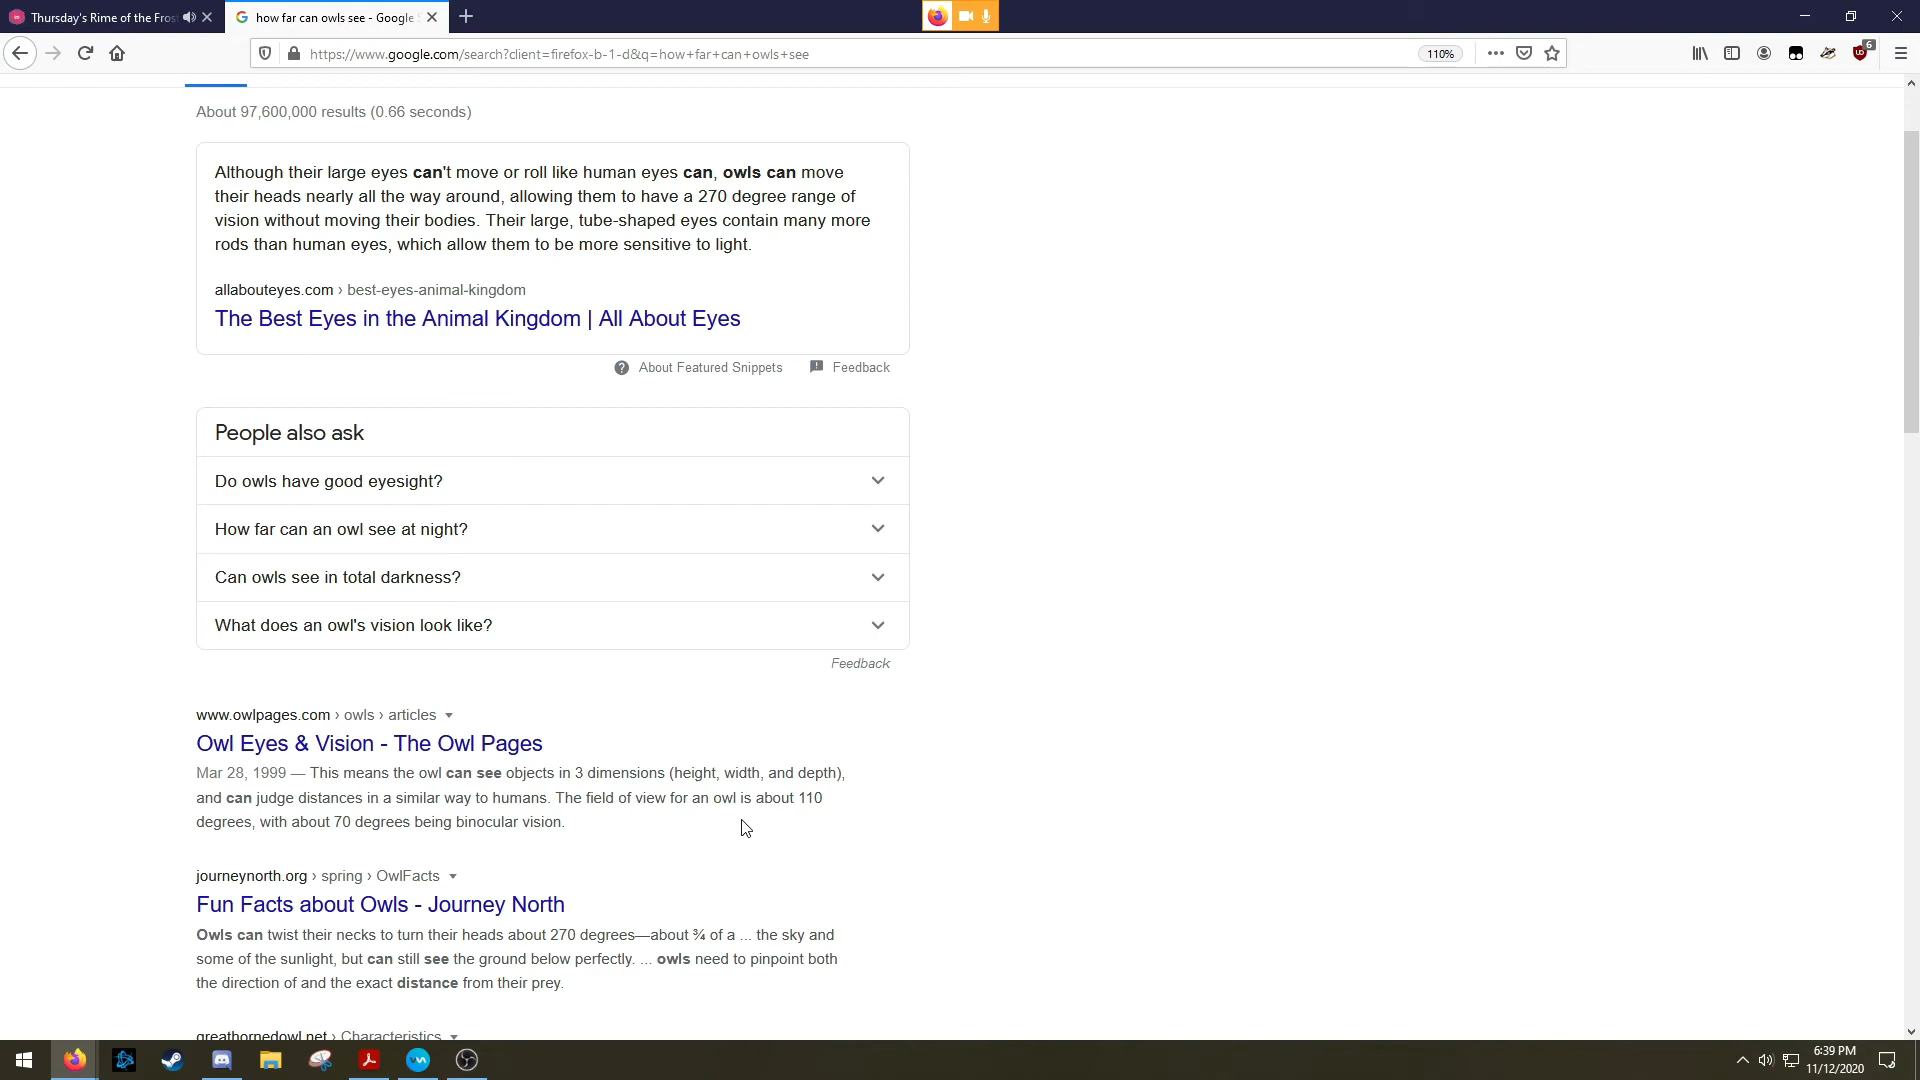 Thursday's Rime of the Frost
how far can owls see - Google S
https://www.google.com/search?client=firefox-b-1-d&q=how+far+can+owls+see
110%
6
About 97,600,000 results (0.66 seconds)
Although their large eyes can't move or roll like human eyes can, owls can move
their heads nearly all the way around, allowing them to have a 270 degree range of
vision without moving their bodies. Their large, tube-shaped eyes contain many more
rods than human eyes, which allow them to be more sensitive to light.
allabouteyes.com › best-eyes-animal-kingdom
The Best Eyes in the Animal Kingdom | All About Eyes
About Featured Snippets
Feedback
People also ask
Do owls have good eyesight?
How far can an owl see at night?
Can owls see in total darkness?
What does an owl's vision look like?
Feedback
www.owlpages.com › owls › articles
Owl Eyes & Vision - The Owl Pages
Mar 28, 1999 — This means the owl can see objects in 3 dimensions (height, width, and depth),
and can judge distances in a similar way to humans. The field of view for an owl is about 110
degrees, with about 70 degrees being binocular vision.
journeynorth.org › spring › OwlFacts
Fun Facts about Owls - Journey North
Owls can twist their necks to turn their heads about 270 degrees—about ¾ of a ... the sky and
some of the sunlight, but can still see the ground below perfectly. ... owls need to pinpoint both
the direction of and the exact distance from their prey.
greathornedowl.net › Characteristics
6:39 PM
11/12/2020